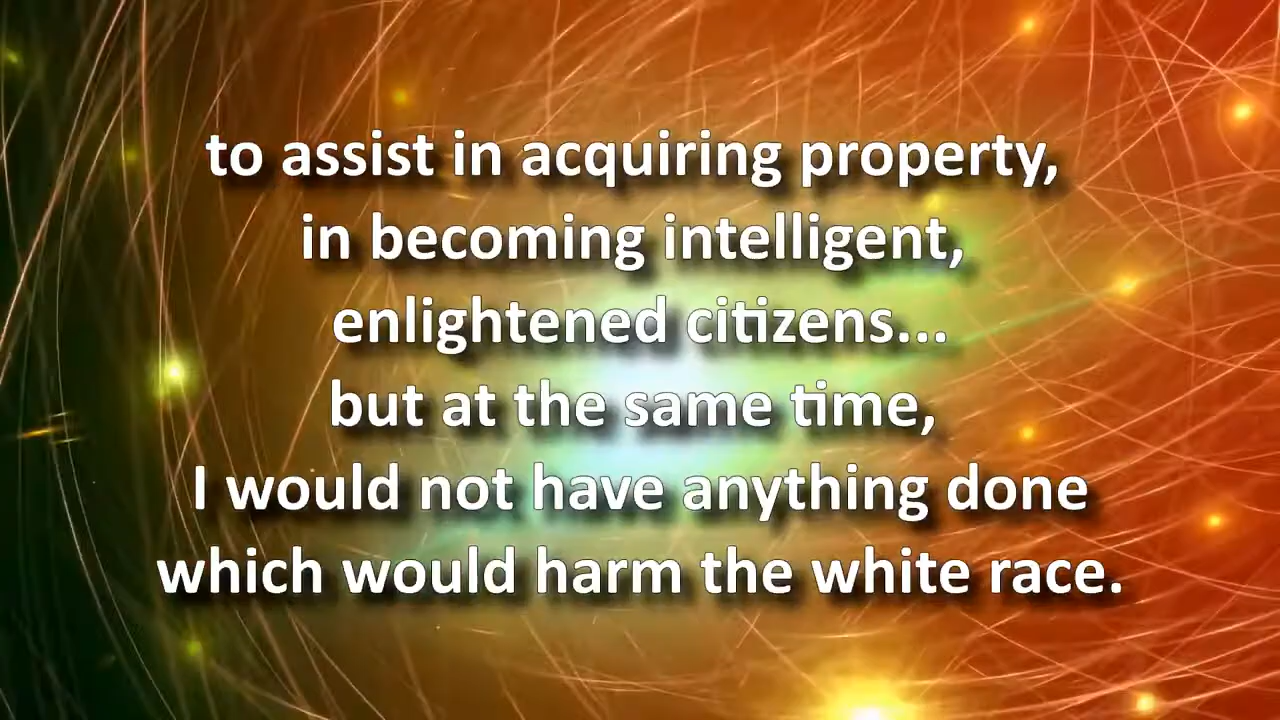 to assist in acquiring property,
in becoming intelligent,
enlightened citizens...
but at the same time,
I would not have anything done
which would harm the white race.